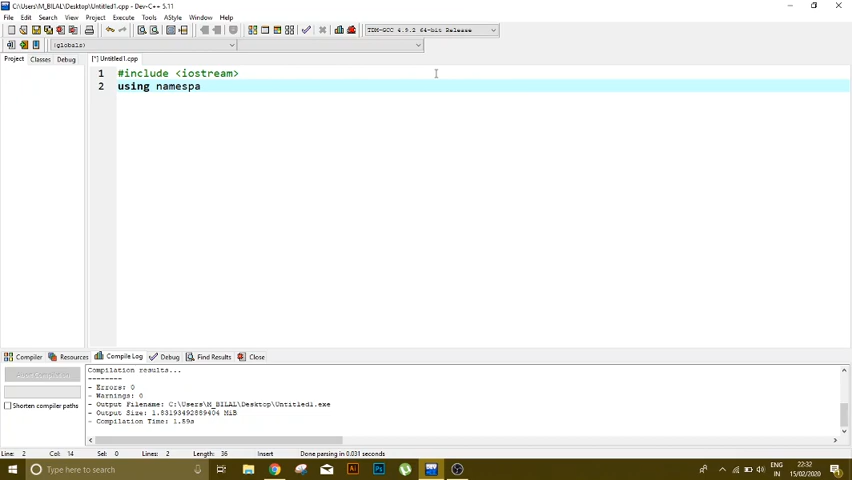 C:\Users\M_BILAL\Desktop\Untitled1.cpp - Dev-C++ 5.11
File Edit Search View Project Execute Tools AStyle Window Help
TDM-GCC 4.9.2 64-bit Release
(globals)
Project Classes Debug
[*] Untitled1.cpp
1 #include <iostream>
2 using namespa
Compiler Resources Compile Log Debug Find Results Close
Abort Compilation
Shorten compiler paths
Compilation results...
--------
- Errors: 0
- Warnings: 0
- Output Filename: C:\Users\M_BILAL\Desktop\Untitled1.exe
- Output Size: 1.83193492889404 MiB
- Compilation Time: 1.59s
Line: 2 Col: 14 Sel: 0 Lines: 2 Length: 36 Insert Done parsing in 0.031 seconds
Type here to search
Ai Ps
ENG
IN
22:32
15/02/2020